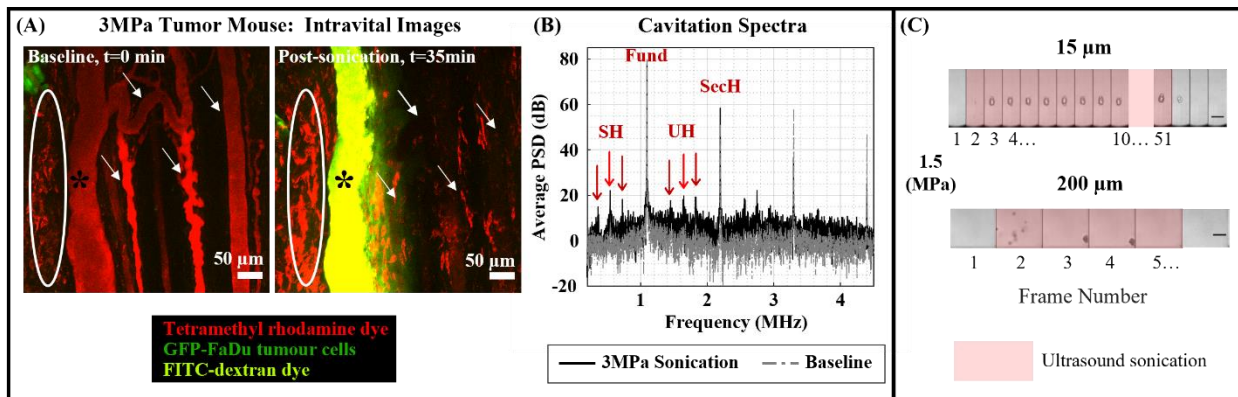 (A) 3MPa Tumor Mouse: Intravital Images
Baseline, t=0 min
*
50 µm
Post-sonication, t=35min
*
50 µm
Tetramethyl rhodamine dye
GFP-FaDu tumour cells
FITC-dextran dye
(B) Cavitation Spectra
Average PSD (dB)
80
60
40
20
0
-20
Fund
SecH
SH
UH
1 2 3 4
Frequency (MHz)
3MPa Sonication Baseline
(C)
15 µm
1 2 3 4… 10… 51
1.5
(MPa)
200 µm
1 2 3 4 5…
Frame Number
Ultrasound sonication